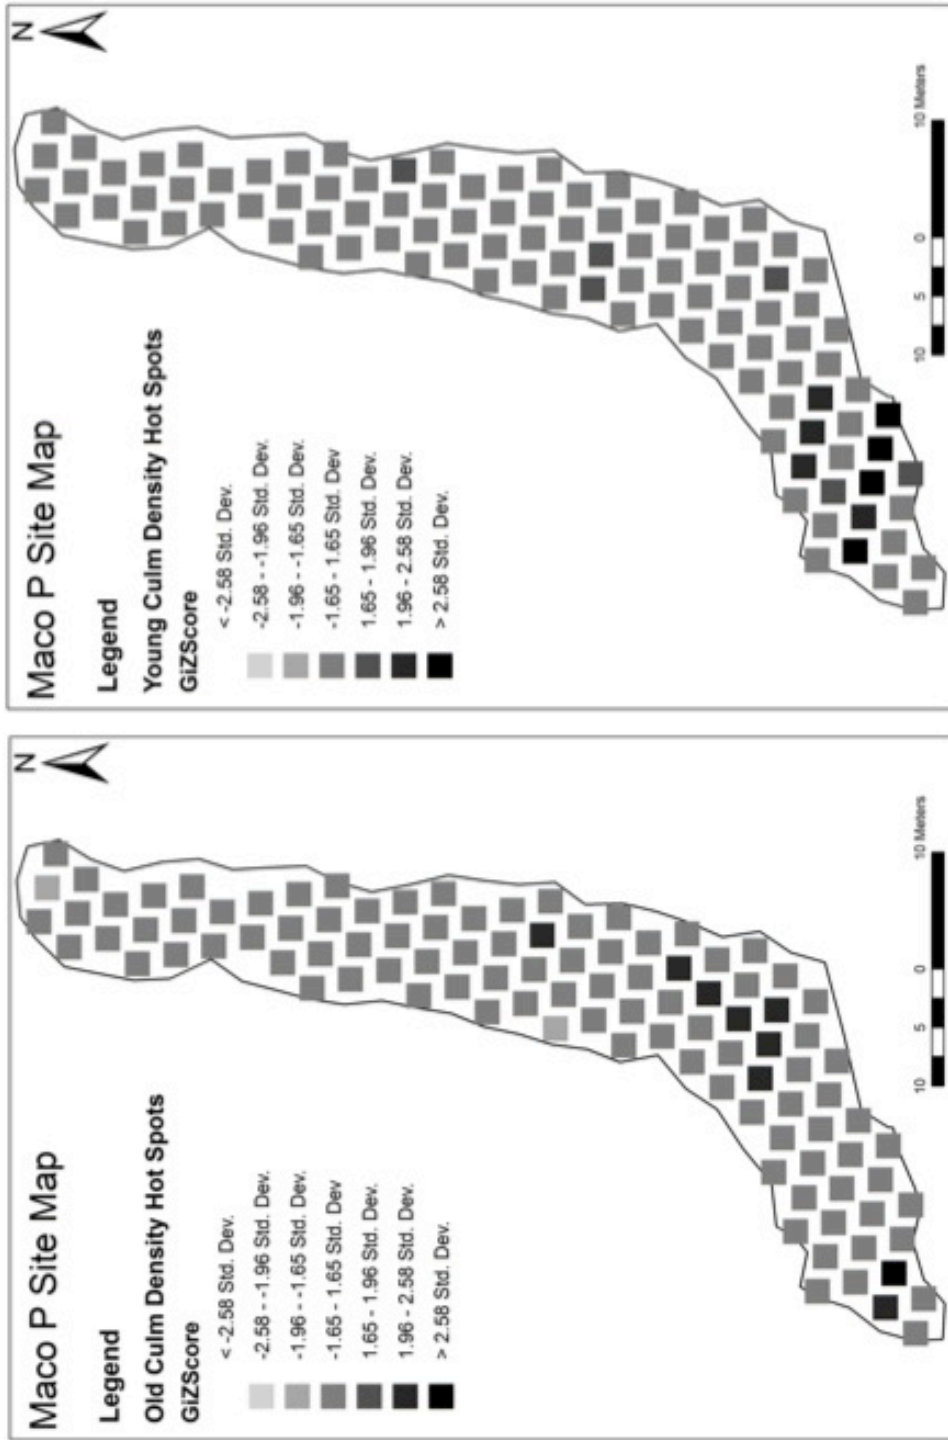 Maco P Site Map
N
Legend
Old Culm Density Hot Spots
GiZScore
< -2.58 Std. Dev.
-2.58 - -1.96 Std. Dev.
-1.96 - -1.65 Std. Dev.
-1.65 - 1.65 Std. Dev
1.65 - 1.96 Std. Dev.
1.96 - 2.58 Std. Dev.
> 2.58 Std. Dev.
10 5 0 10 Meters
Maco P Site Map
N
Legend
Young Culm Density Hot Spots
GiZScore
< -2.58 Std. Dev.
-2.58 - -1.96 Std. Dev.
-1.96 - -1.65 Std. Dev.
-1.65 - 1.65 Std. Dev
1.65 - 1.96 Std. Dev.
1.96 - 2.58 Std. Dev.
> 2.58 Std. Dev.
10 5 0 10 Meters